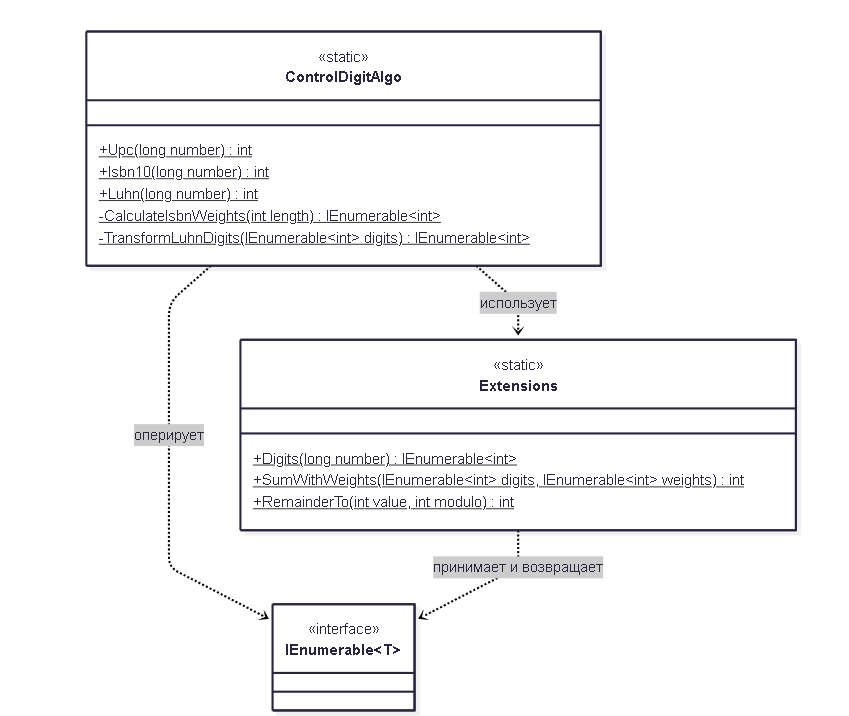 «static»
ControlDigitAlgo
+Upc(long number) : int
+Isbn10(long number) : int
+Luhn(long number) : int
-CalculateIsbnWeights(int length) : IEnumerable<int>
-TransformLuhnDigits(IEnumerable<int> digits) : IEnumerable<int>
использует
«static»
Extensions
оперирует
+Digits(long number) : IEnumerable<int>
+SumWithWeights(IEnumerable<int> digits, IEnumerable<int> weights) : int
+RemainderTo(int value, int modulo) : int
принимает и возвращает
«interface»
IEnumerable<T>